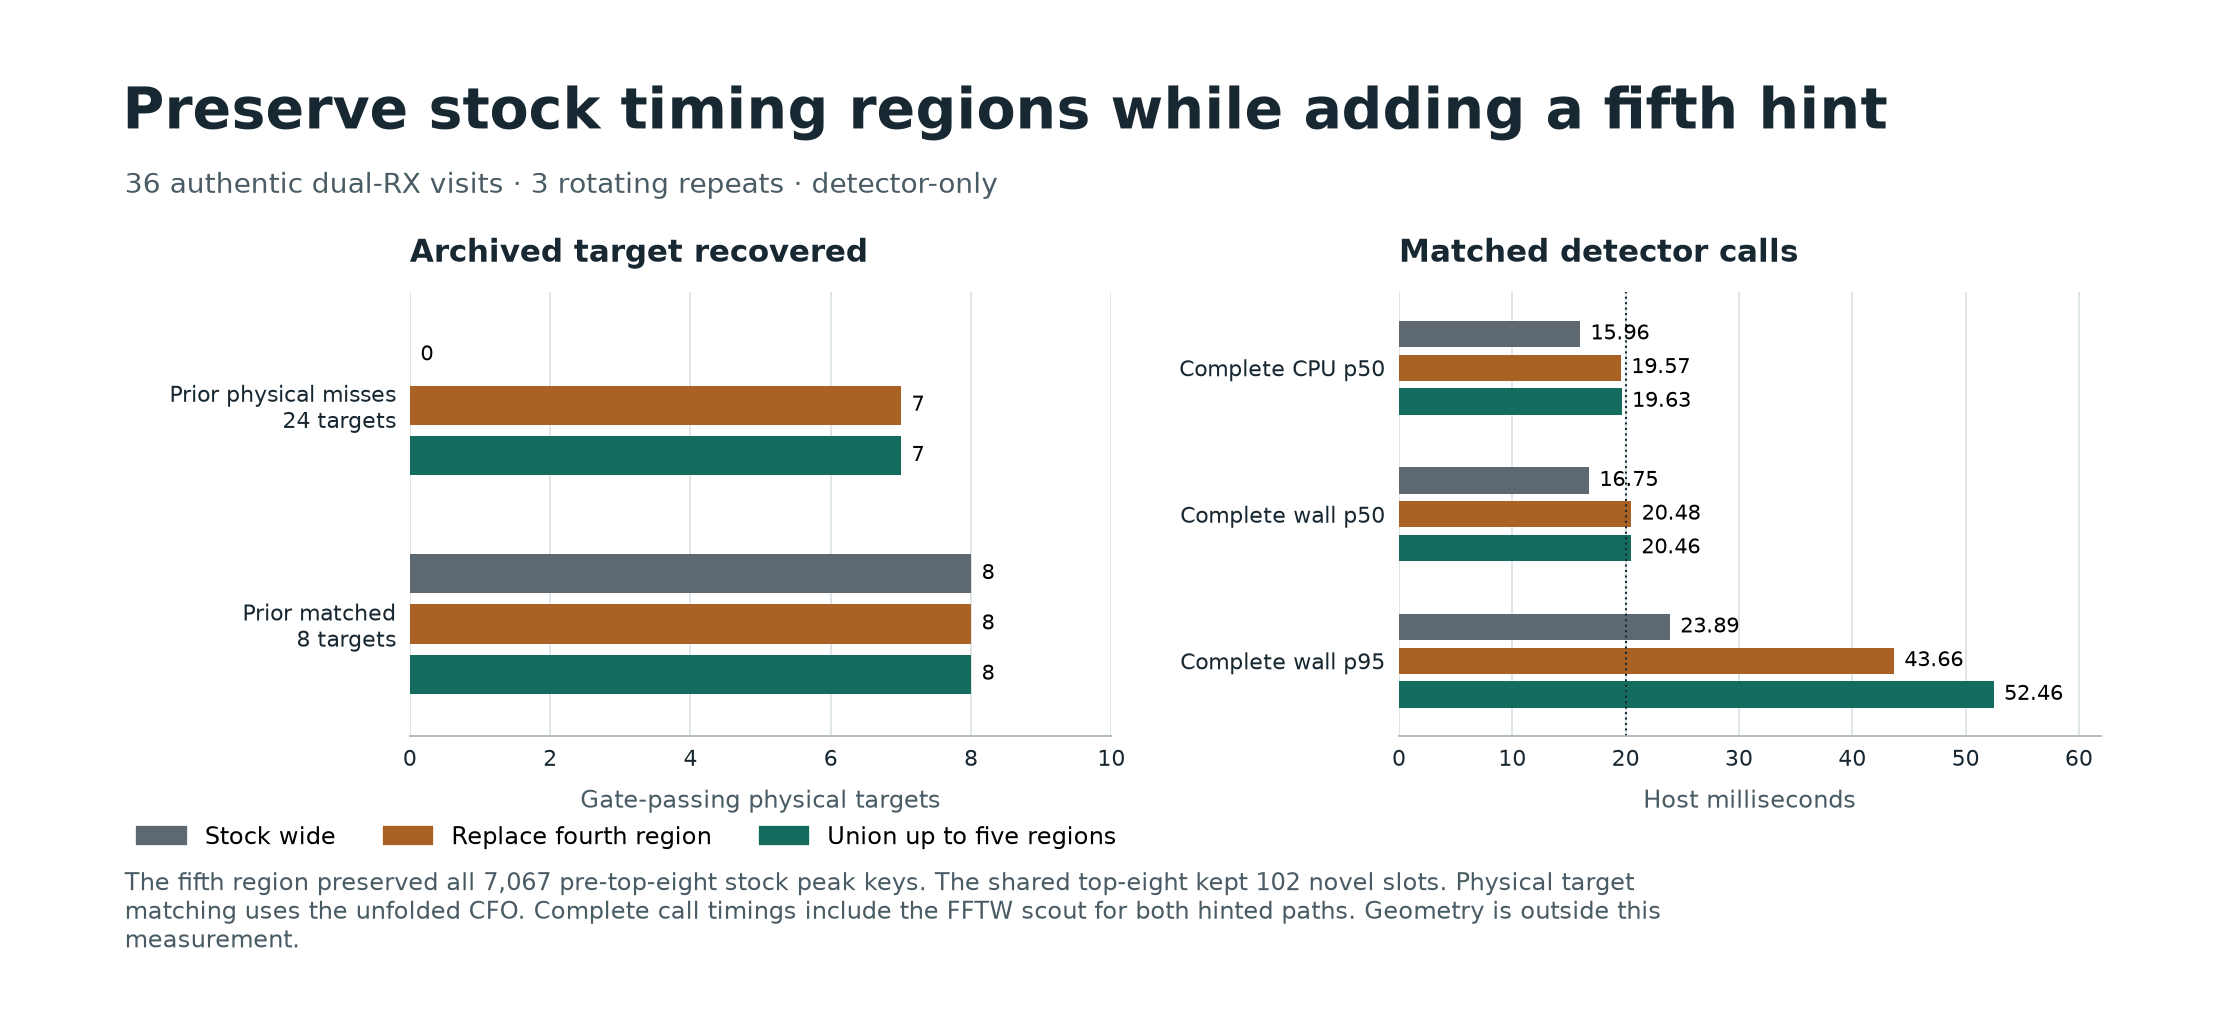 Preserve stock timing regions while adding a fifth hint
36 authentic dual-RX visits · 3 rotating repeats · detector-only
Archived target recovered
0
Prior physical misses
24 targets
7
7
8
Prior matched
8 targets
8
8
0 2 4 6 8 10
Gate-passing physical targets
Matched detector calls
15.96
Complete CPU p50
19.57
19.63
16.75
Complete wall p50
20.48
20.46
23.89
Complete wall p95
43.66
52.46
0 10 20 30 40 50 60
Host milliseconds
Stock wide Replace fourth region Union up to five regions
The fifth region preserved all 7,067 pre-top-eight stock peak keys. The shared top-eight kept 102 novel slots. Physical target
matching uses the unfolded CFO. Complete call timings include the FFTW scout for both hinted paths. Geometry is outside this
measurement.